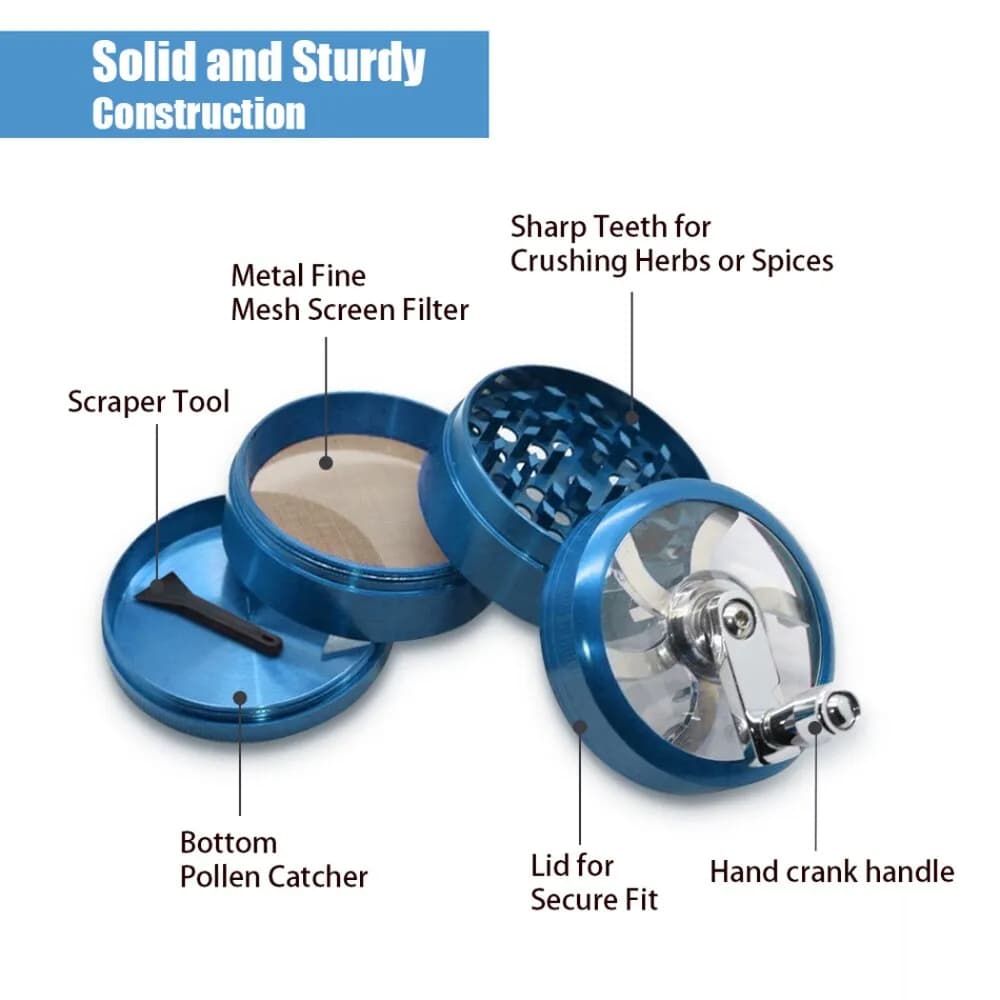 Solid and Sturdy
Construction
Sharp Teeth for
Crushing Herbs or Spices
Metal Fine
Mesh Screen Filter
Scraper Tool
Bottom
Pollen Catcher
Lid for
Secure Fit
Hand crank handle